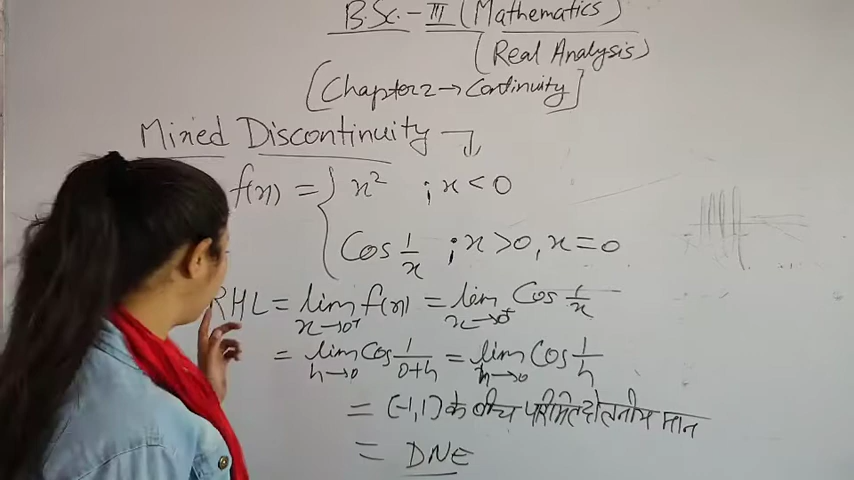 B.Sc.-III (Mathematics)
(Real Analysis)
[Chapter 2 → Continuity]
Mixed Discontinuity
f(x) = { x² ; x < 0
Cos 1/x ; x > 0, x = 0
RHL = lim x→0⁺ f(x) = lim x→0⁺ Cos 1/x
= lim h→0 Cos 1/0+h = lim h→0 Cos 1/h
= (-1, 1) के बीच परिमित दोलनीय मान
= DNE